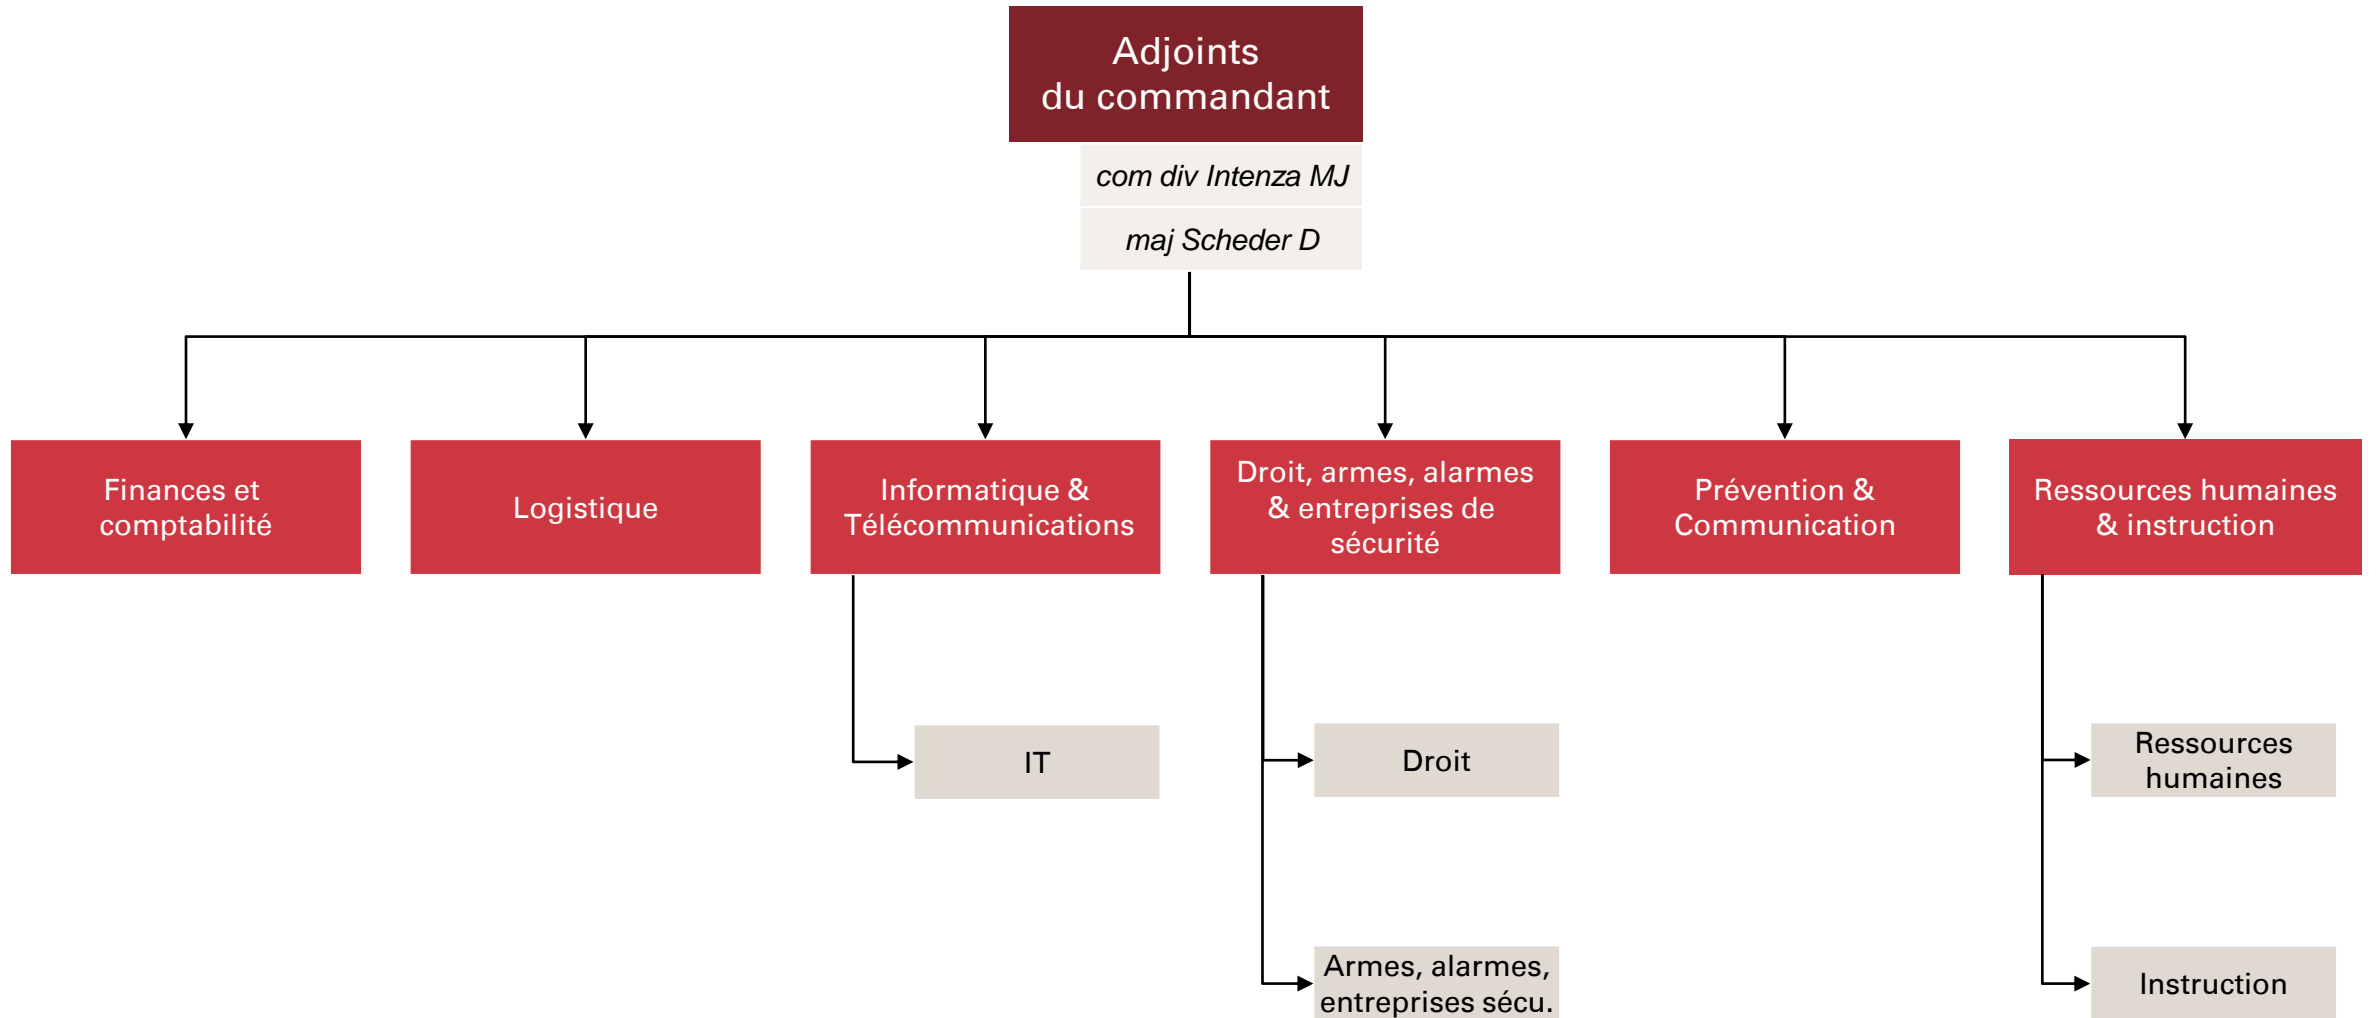 Adjoints
du commandant
com div Intenza MJ
maj Scheder D
Finances et
comptabilité
Logistique
Informatique &
Télécommunications
Droit, armes, alarmes
& entreprises de
sécurité
Prévention &
Communication
Ressources humaines
& instruction
IT
Droit
Ressources
humaines
Armes, alarmes,
entreprises sécu.
Instruction